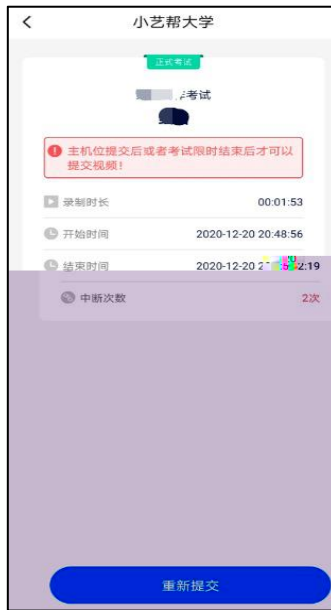 小艺帮大学
正式考试
考试
主机位提交后或者考试限时结束后才可以
提交视频！
录制时长 00:01:53
开始时间 2020-12-20 20:48:56
结束时间 2020-12-20 2 2:19
中断次数 2次
重新提交